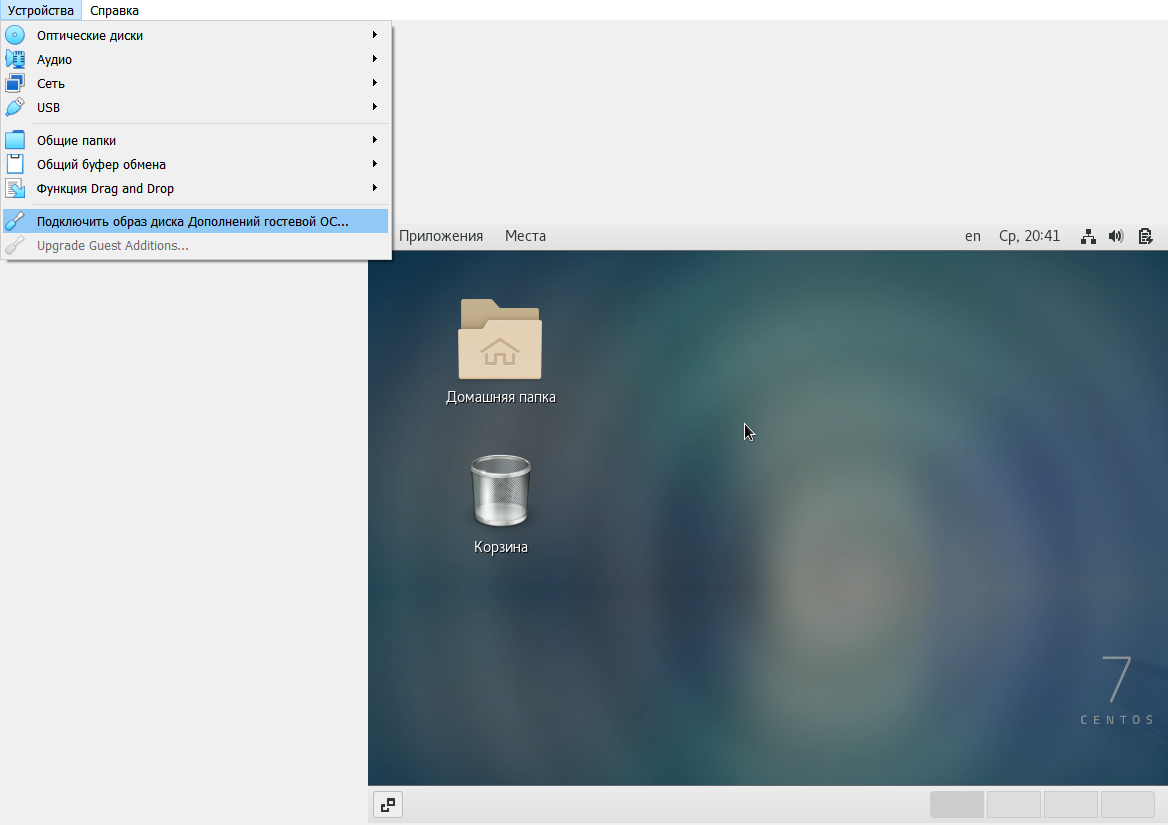 Устройства Справка
Оптические диски
Аудио
Сеть
USB
Общие папки
Общий буфер обмена
Функция Drag and Drop
Подключить образ диска Дополнений гостевой ОС...
Upgrade Guest Additions...
Приложения Места en Ср, 20:41
Домашняя папка
Корзина
7
CENTOS